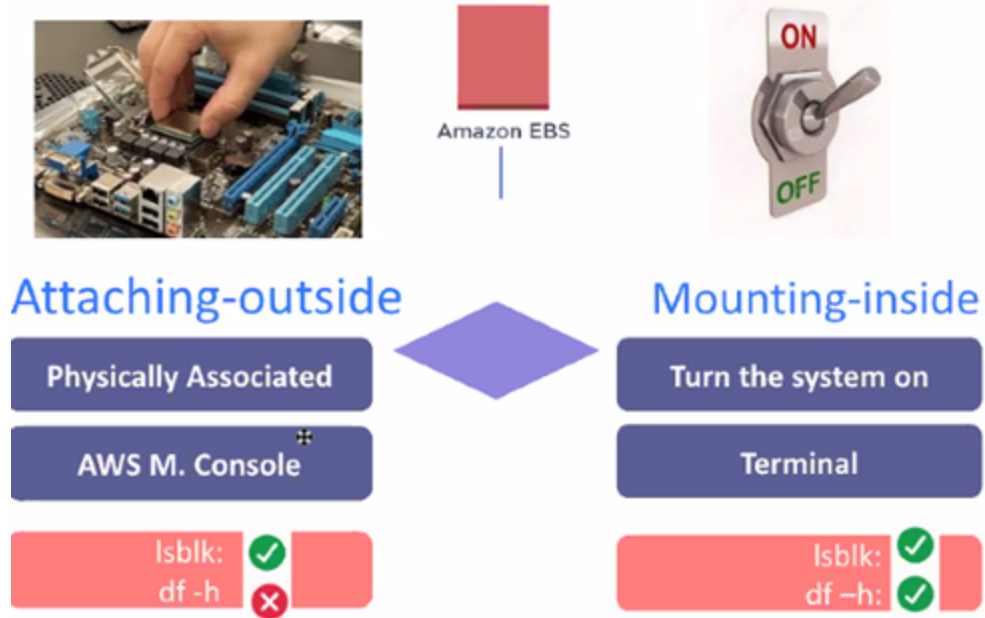 Amazon EBS
ON
OFF
Attaching-outside
Physically Associated
AWS M. Console
lsblk:
df -h
Mounting-inside
Turn the system on
Terminal
lsblk:
df –h: